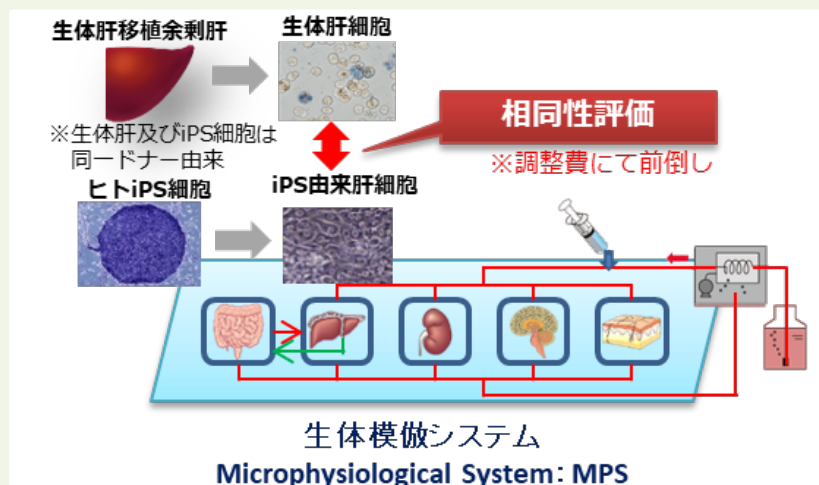 生体肝移植余剰肝
生体肝細胞
相同性評価
※生体肝及びiPS細胞は
同一ドナー由来
※調整費にて前倒し
ヒトiPS細胞
iPS由来肝細胞
生体模倣システム
Microphysiological System: MPS